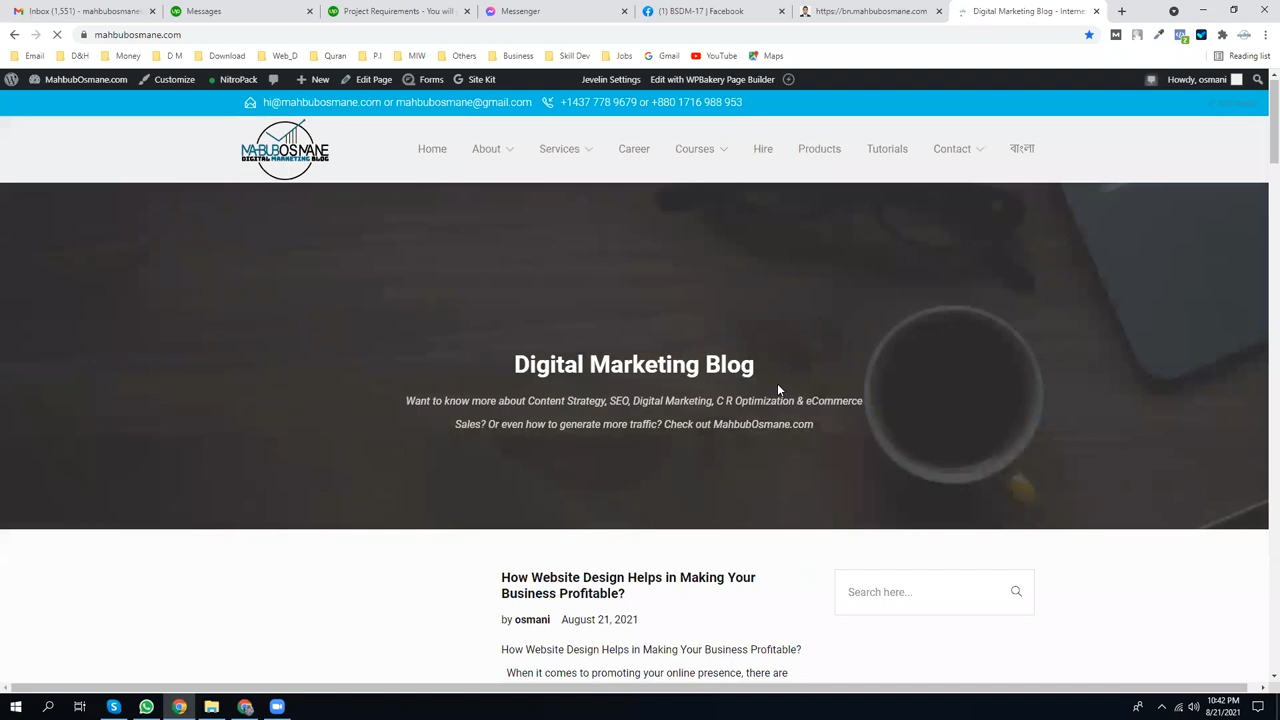 Inbox (1,551) - mahbubosmane
Messages
Project Requirements - You will
Messenger
(1) BSDM-17 | Facebook
https://bru.mahbubosmane.com
Digital Marketing Blog - Interne
mahbubosmane.com
Email
D&H
Money
D M
Download
Web_D
Quran
P.I
MIW
Others
Business
Skill Dev
Jobs
Gmail
YouTube
Maps
Reading list
MahbubOsmane.com
Customize
NitroPack
New
Edit Page
Forms
Site Kit
Jevelin Settings
Edit with WPBakery Page Builder
Howdy, osmani
hi@mahbubosmane.com or mahbubosmane@gmail.com
+1437 778 9679 or +880 1716 988 953
MAHBUBOSMANE
DIGITAL MARKETING BLOG
Home
About
Services
Career
Courses
Hire
Products
Tutorials
Contact
বাংলা
Digital Marketing Blog
Want to know more about Content Strategy, SEO, Digital Marketing, C R Optimization & eCommerce
Sales? Or even how to generate more traffic? Check out MahbubOsmane.com
How Website Design Helps in Making Your
Business Profitable?
by osmani August 21, 2021
Search here...
How Website Design Helps in Making Your Business Profitable?
When it comes to promoting your online presence, there are
10:42 PM
8/21/2021